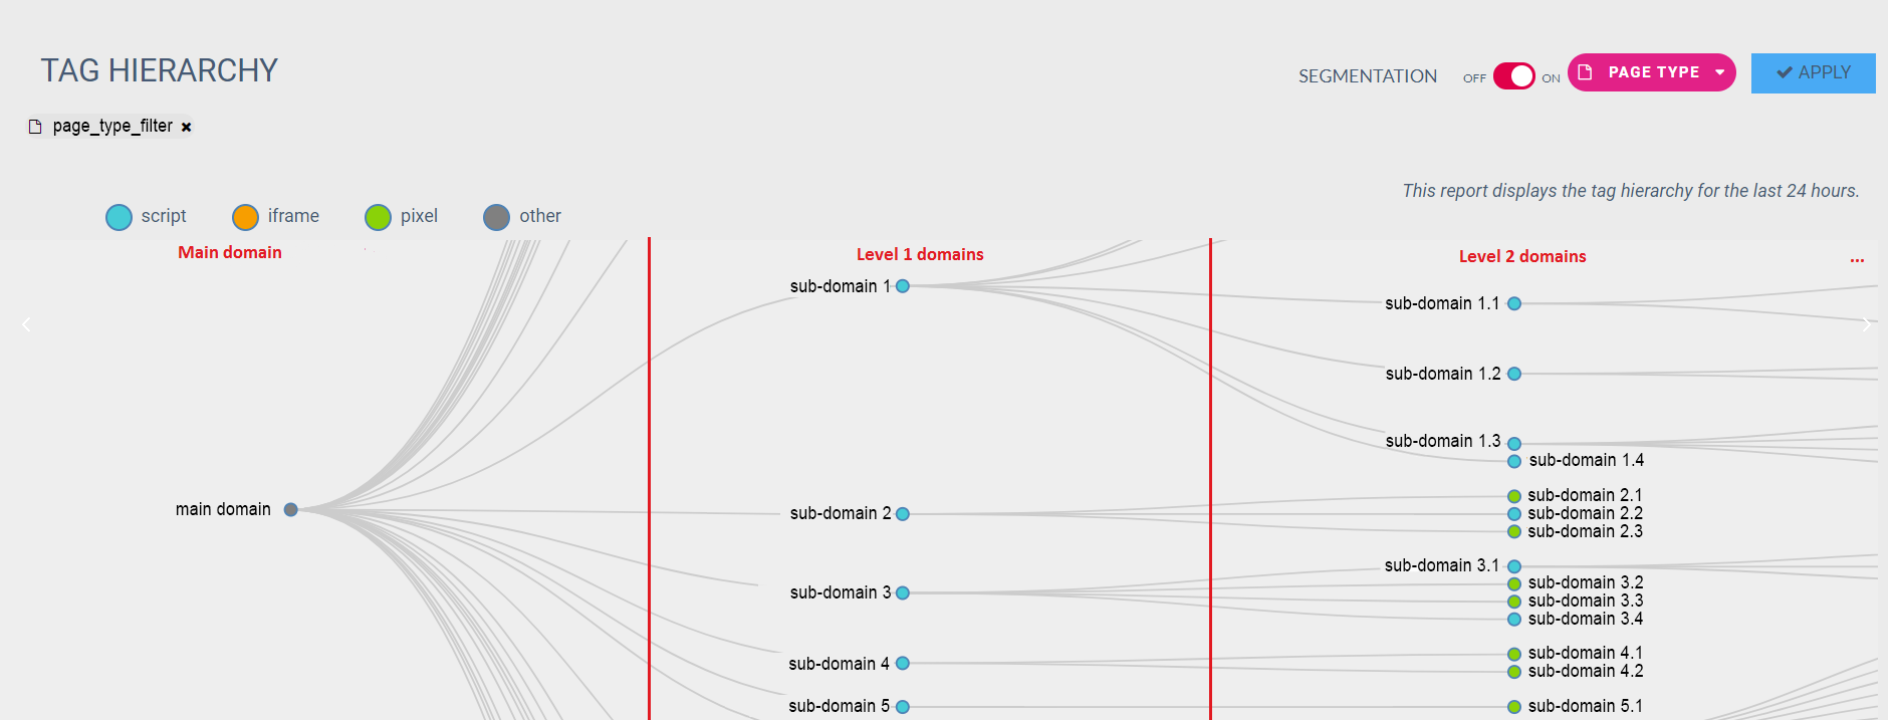 TAG HIERARCHY
SEGMENTATION OFF ON PAGE TYPE APPLY
page_type_filter ×
This report displays the tag hierarchy for the last 24 hours.
script iframe pixel other
Main domain
Level 1 domains
Level 2 domains
...
sub-domain 1
sub-domain 1.1
sub-domain 1.2
sub-domain 1.3
sub-domain 1.4
sub-domain 2.1
main domain
sub-domain 2
sub-domain 2.2
sub-domain 2.3
sub-domain 3.1
sub-domain 3.2
sub-domain 3
sub-domain 3.3
sub-domain 3.4
sub-domain 4.1
sub-domain 4
sub-domain 4.2
sub-domain 5
sub-domain 5.1